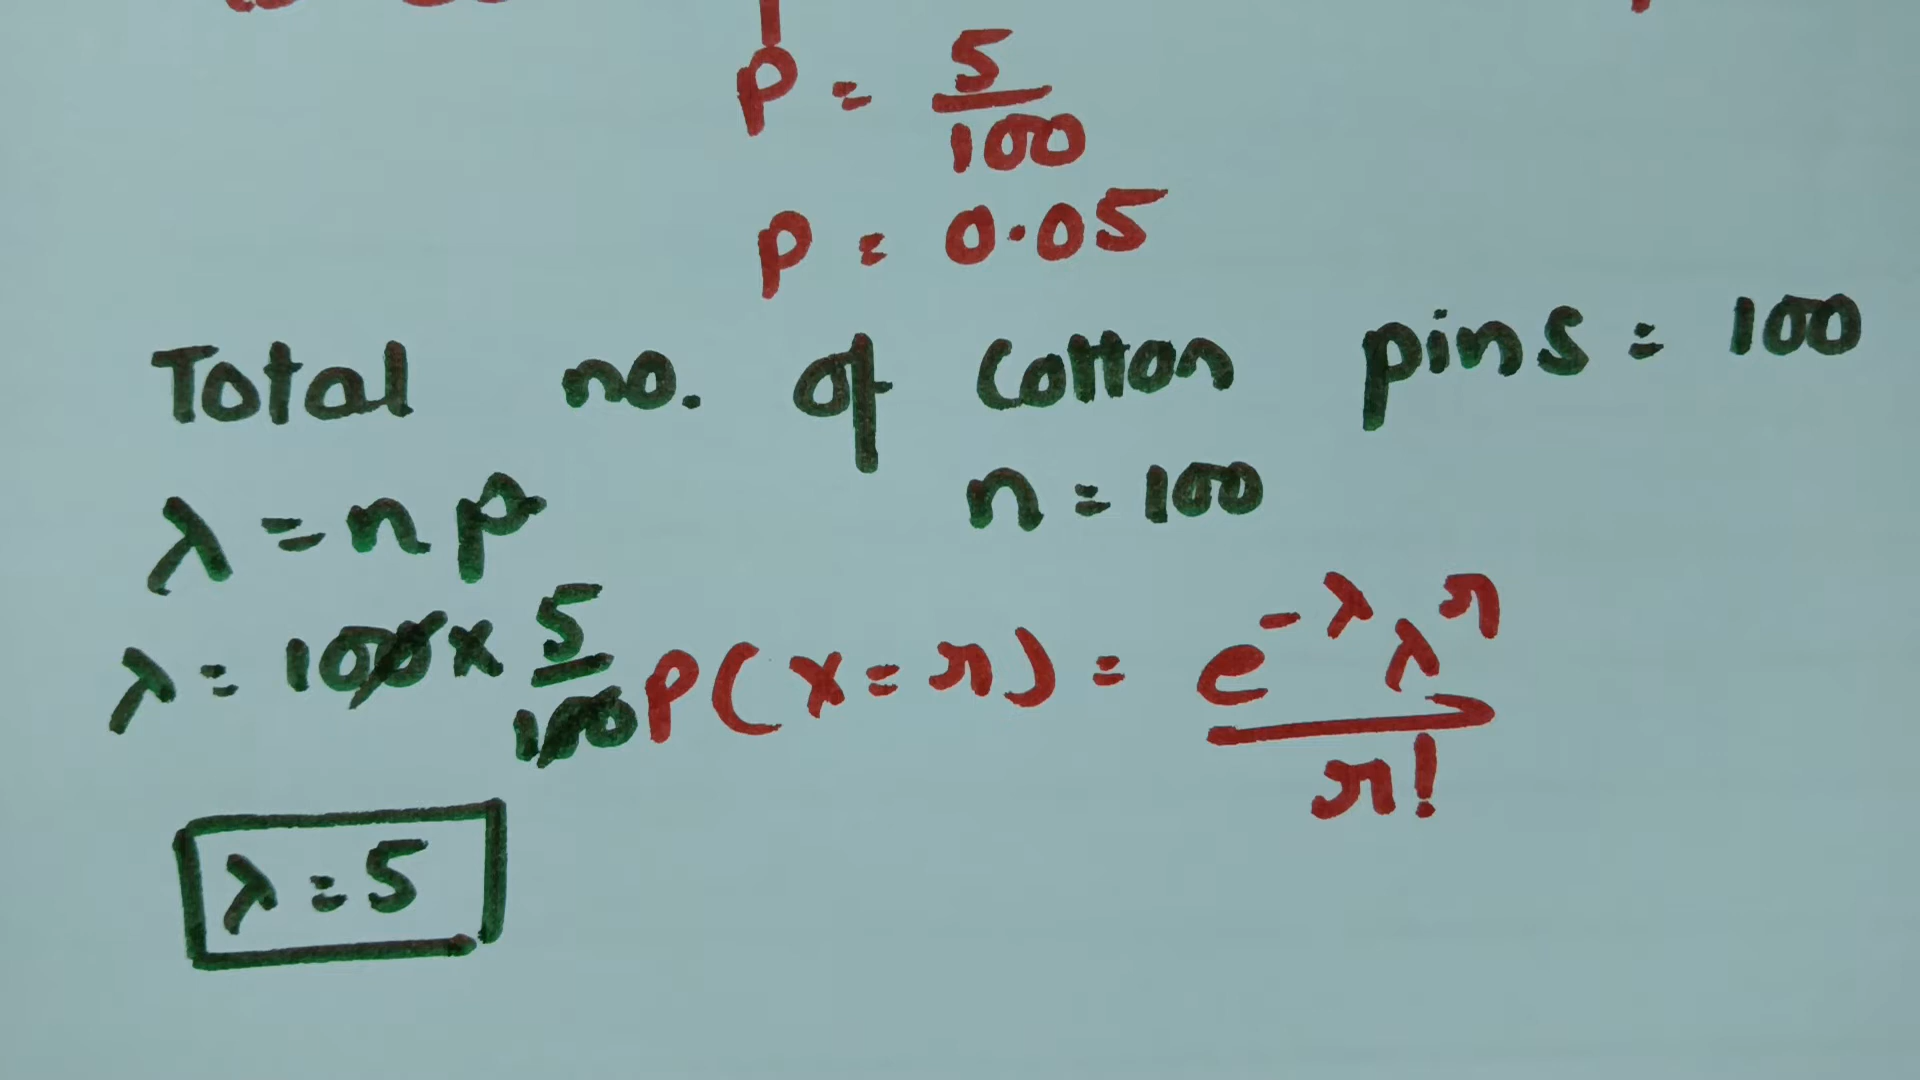 p = 5/100
p = 0.05
Total no. of Cotton pins = 100
λ = np n = 100
λ = 100 x 5/100 P(x=r) = e^-λ λ^r / r!
λ = 5